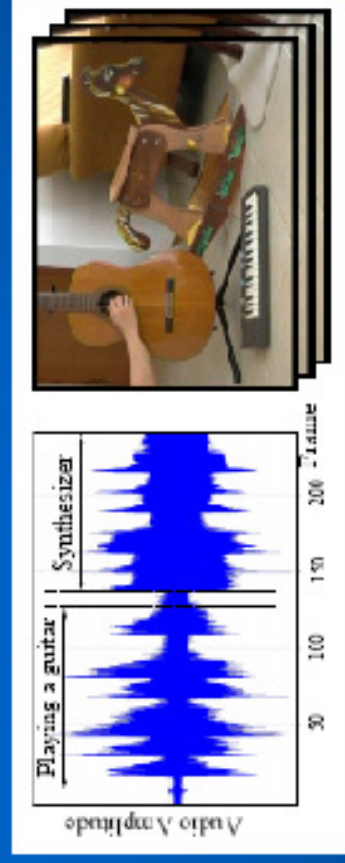 Playing a guitar
Synthesizer
Audio Amplitude
50
100
150
200
Frame